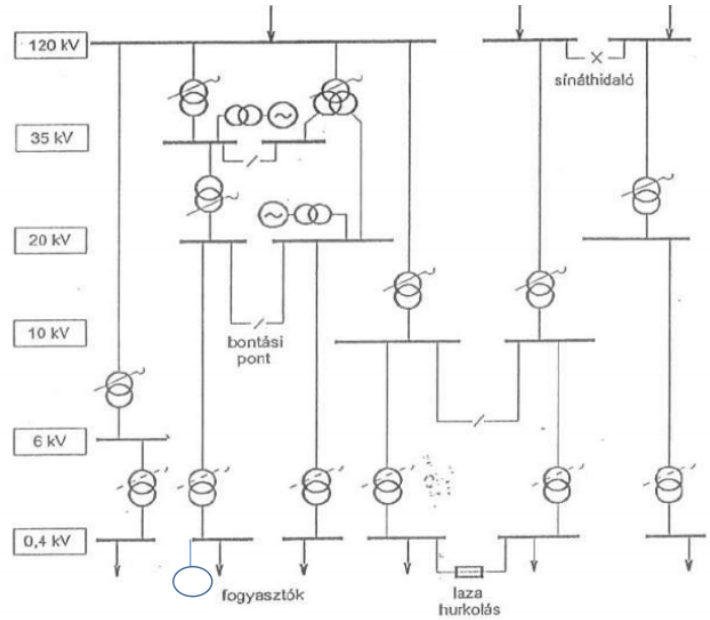 120 kV
sínáthidaló
35 kV
20 kV
10 kV
bontási
pont
6 kV
0,4 kV
fogyasztók
laza
hurkolás